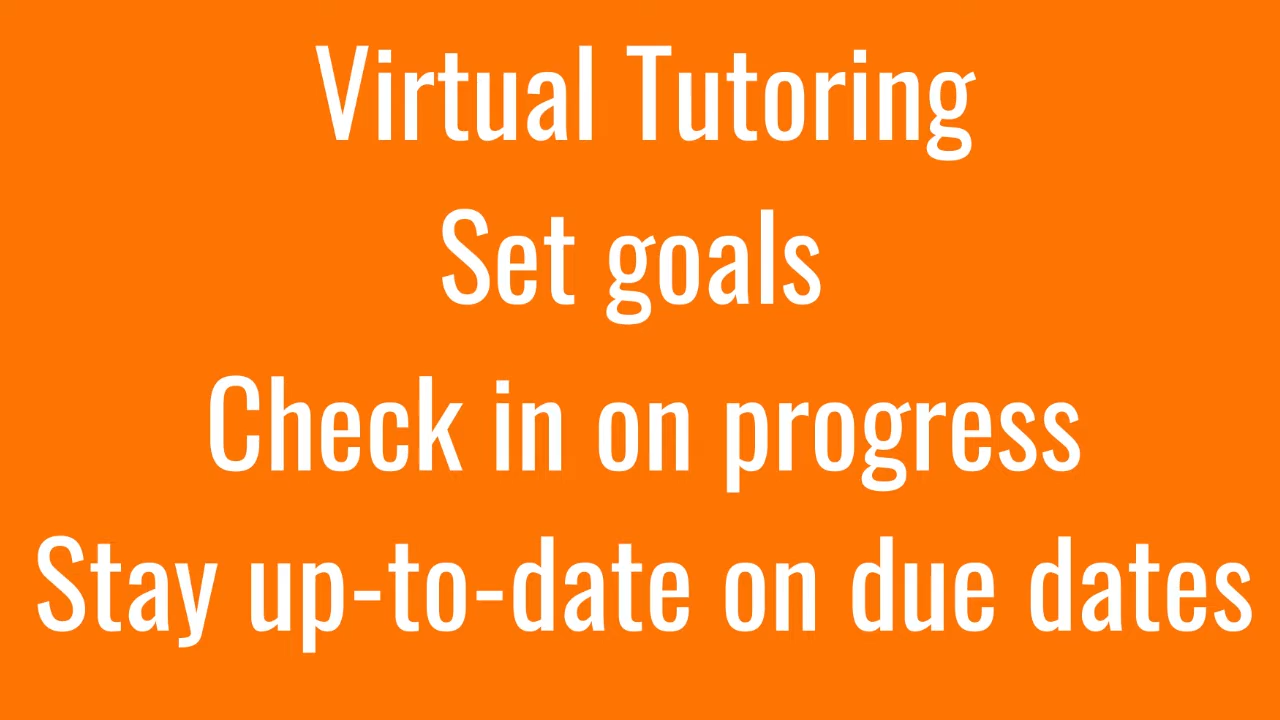 Virtual Tutoring
Set goals
Check in on progress
Stay up-to-date on due dates